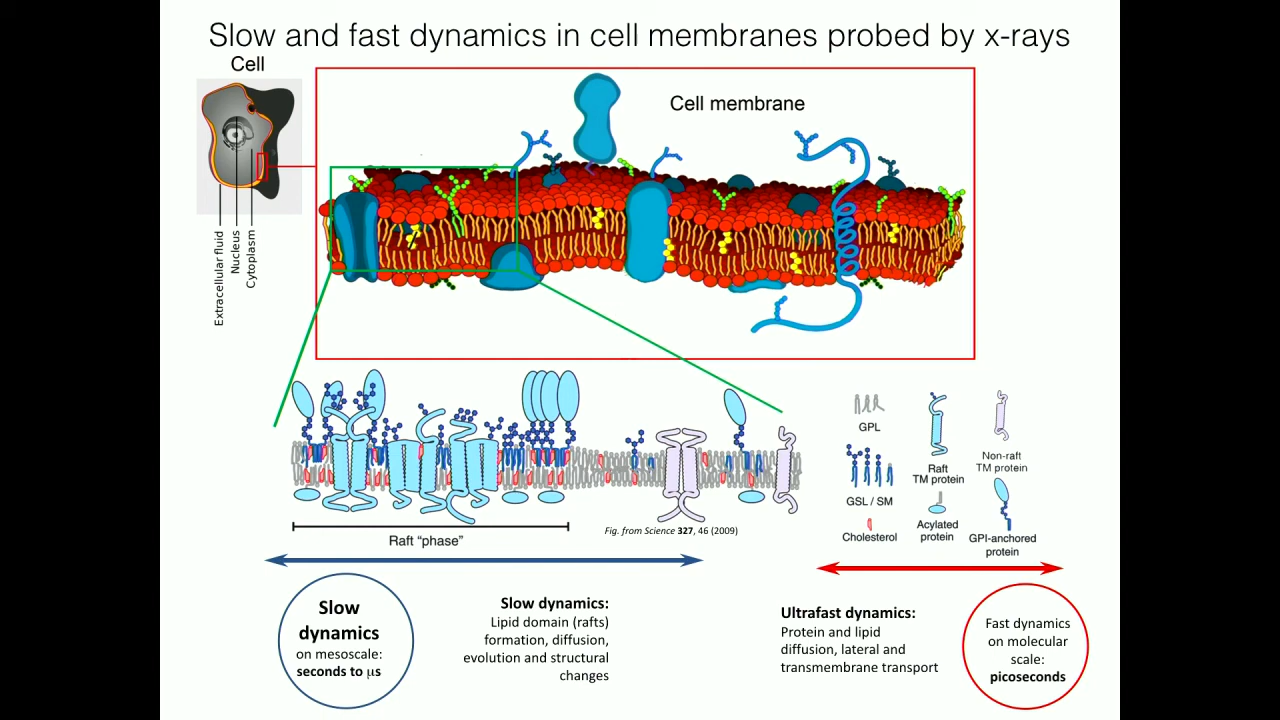 Slow and fast dynamics in cell membranes probed by x-rays
Cell
Cell membrane
Extracellular fluid
Nucleus
Cytoplasm
GPL
GSL / SM
Cholesterol
Raft
TM protein
Acylated
protein
Non-raft
TM protein
GPI-anchored
protein
Raft "phase"
Fig. from Science 327, 46 (2009)
Slow
dynamics
on mesoscale:
seconds to μs
Slow dynamics:
Lipid domain (rafts)
formation, diffusion,
evolution and structural
changes
Ultrafast dynamics:
Protein and lipid
diffusion, lateral and
transmembrane transport
Fast dynamics
on molecular
scale:
picoseconds